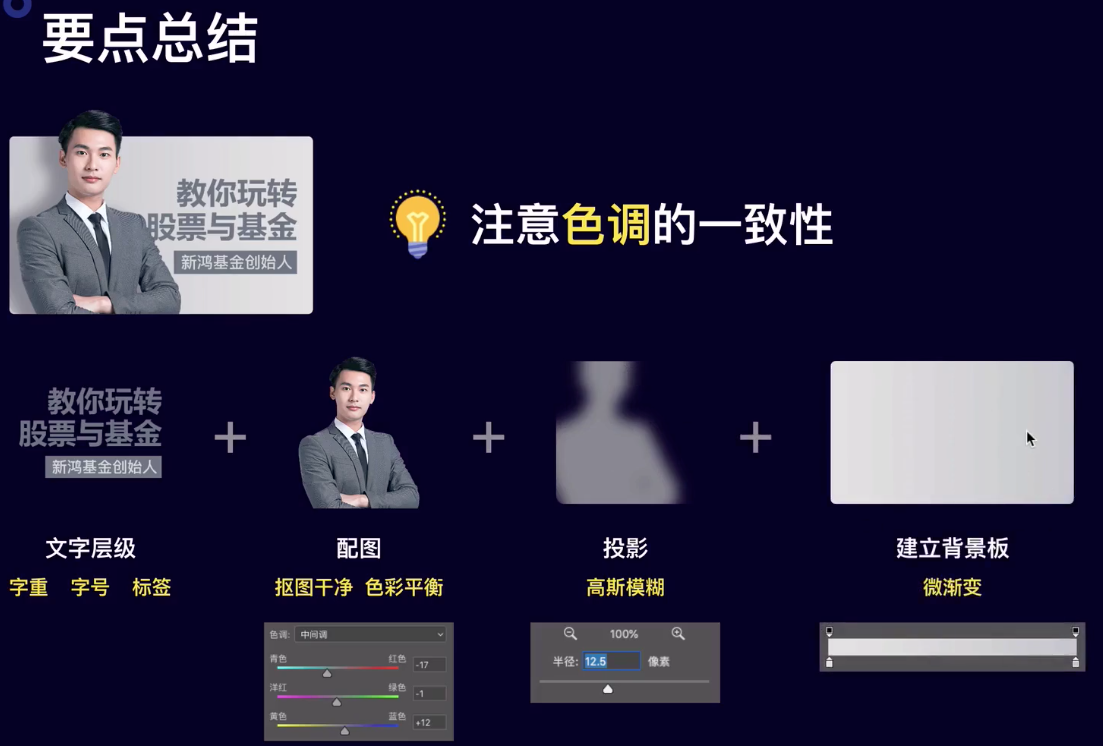 要点总结
教你玩转
股票与基金
新鸿基金创始人
注意色调的一致性
教你玩转
股票与基金
新鸿基金创始人
+
+
+
文字层级
配图
投影
建立背景板
字重 字号 标签
抠图干净 色彩平衡
高斯模糊
微渐变
色调: 中间调
青色 红色 -17
洋红 绿色 -1
黄色 蓝色 +12
100%
半径: 12.5 像素